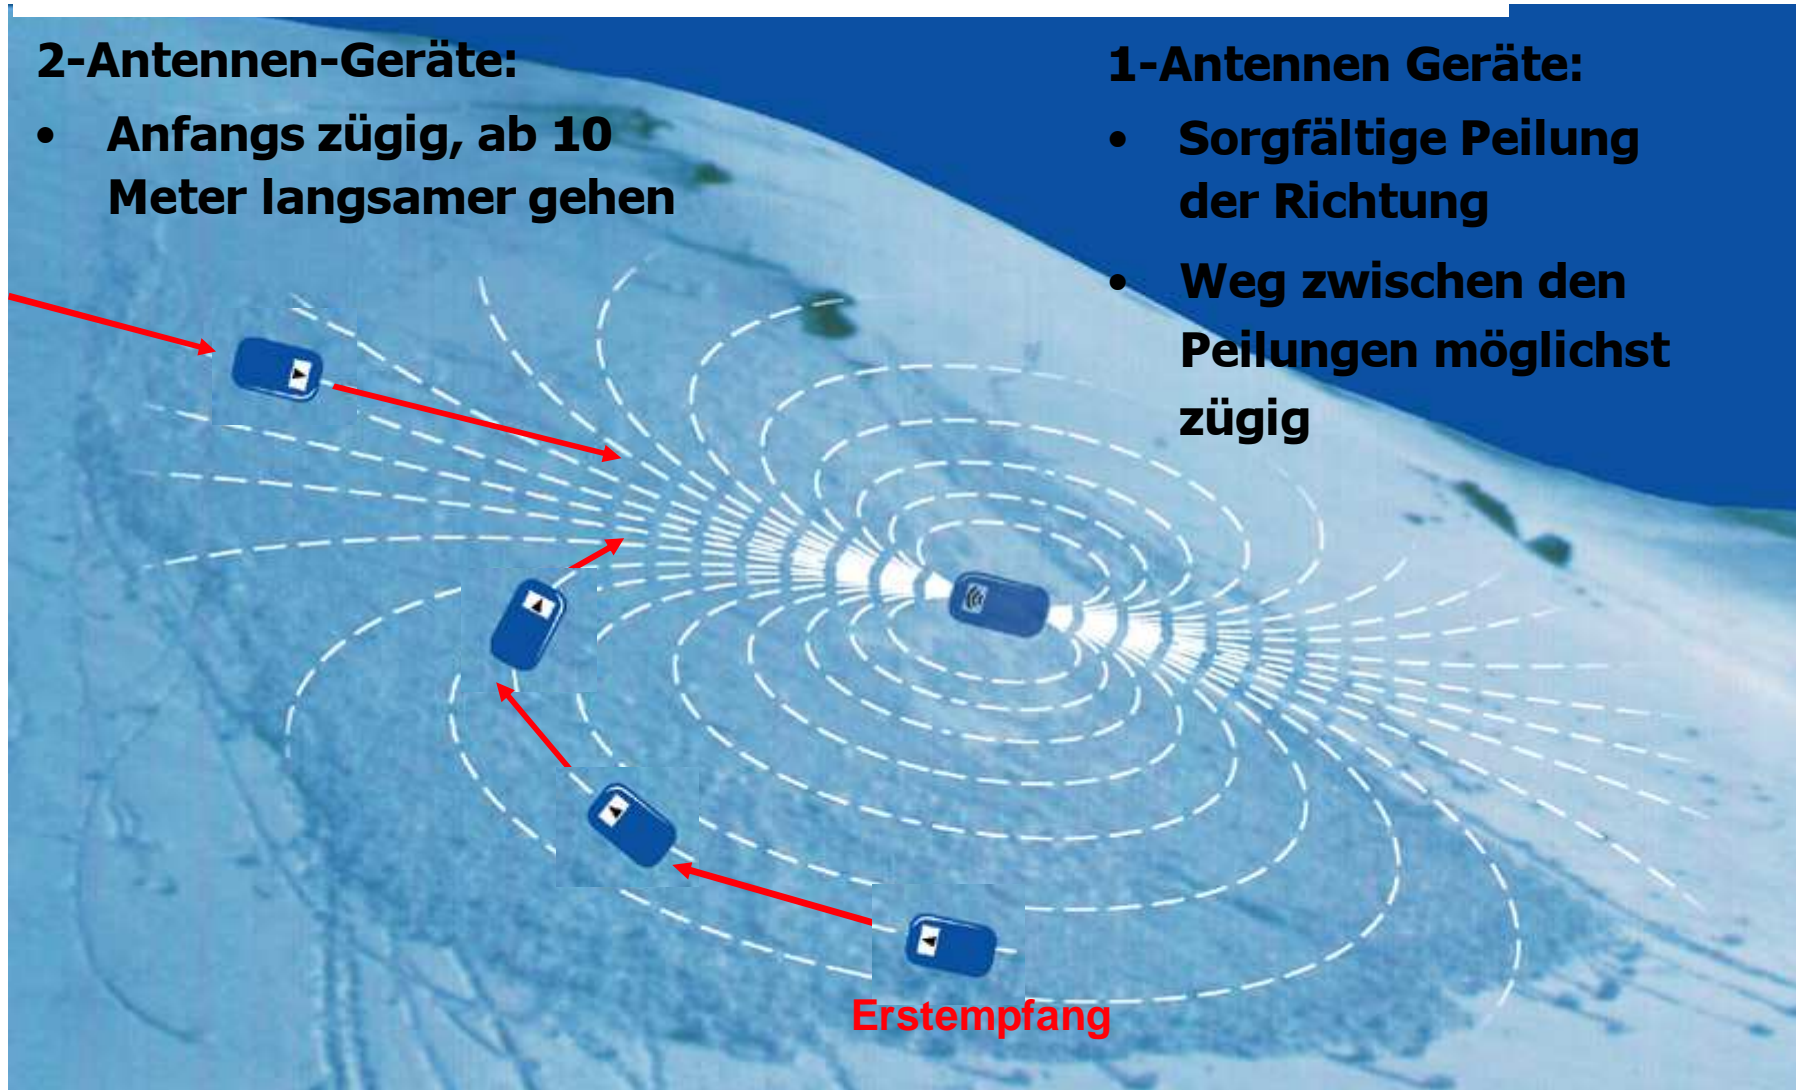 2-Antennen-Geräte:
• Anfangs zügig, ab 10
Meter langsamer gehen
1-Antennen Geräte:
• Sorgfältige Peilung
der Richtung
• Weg zwischen den
Peilungen möglichst
zügig
Erstempfang